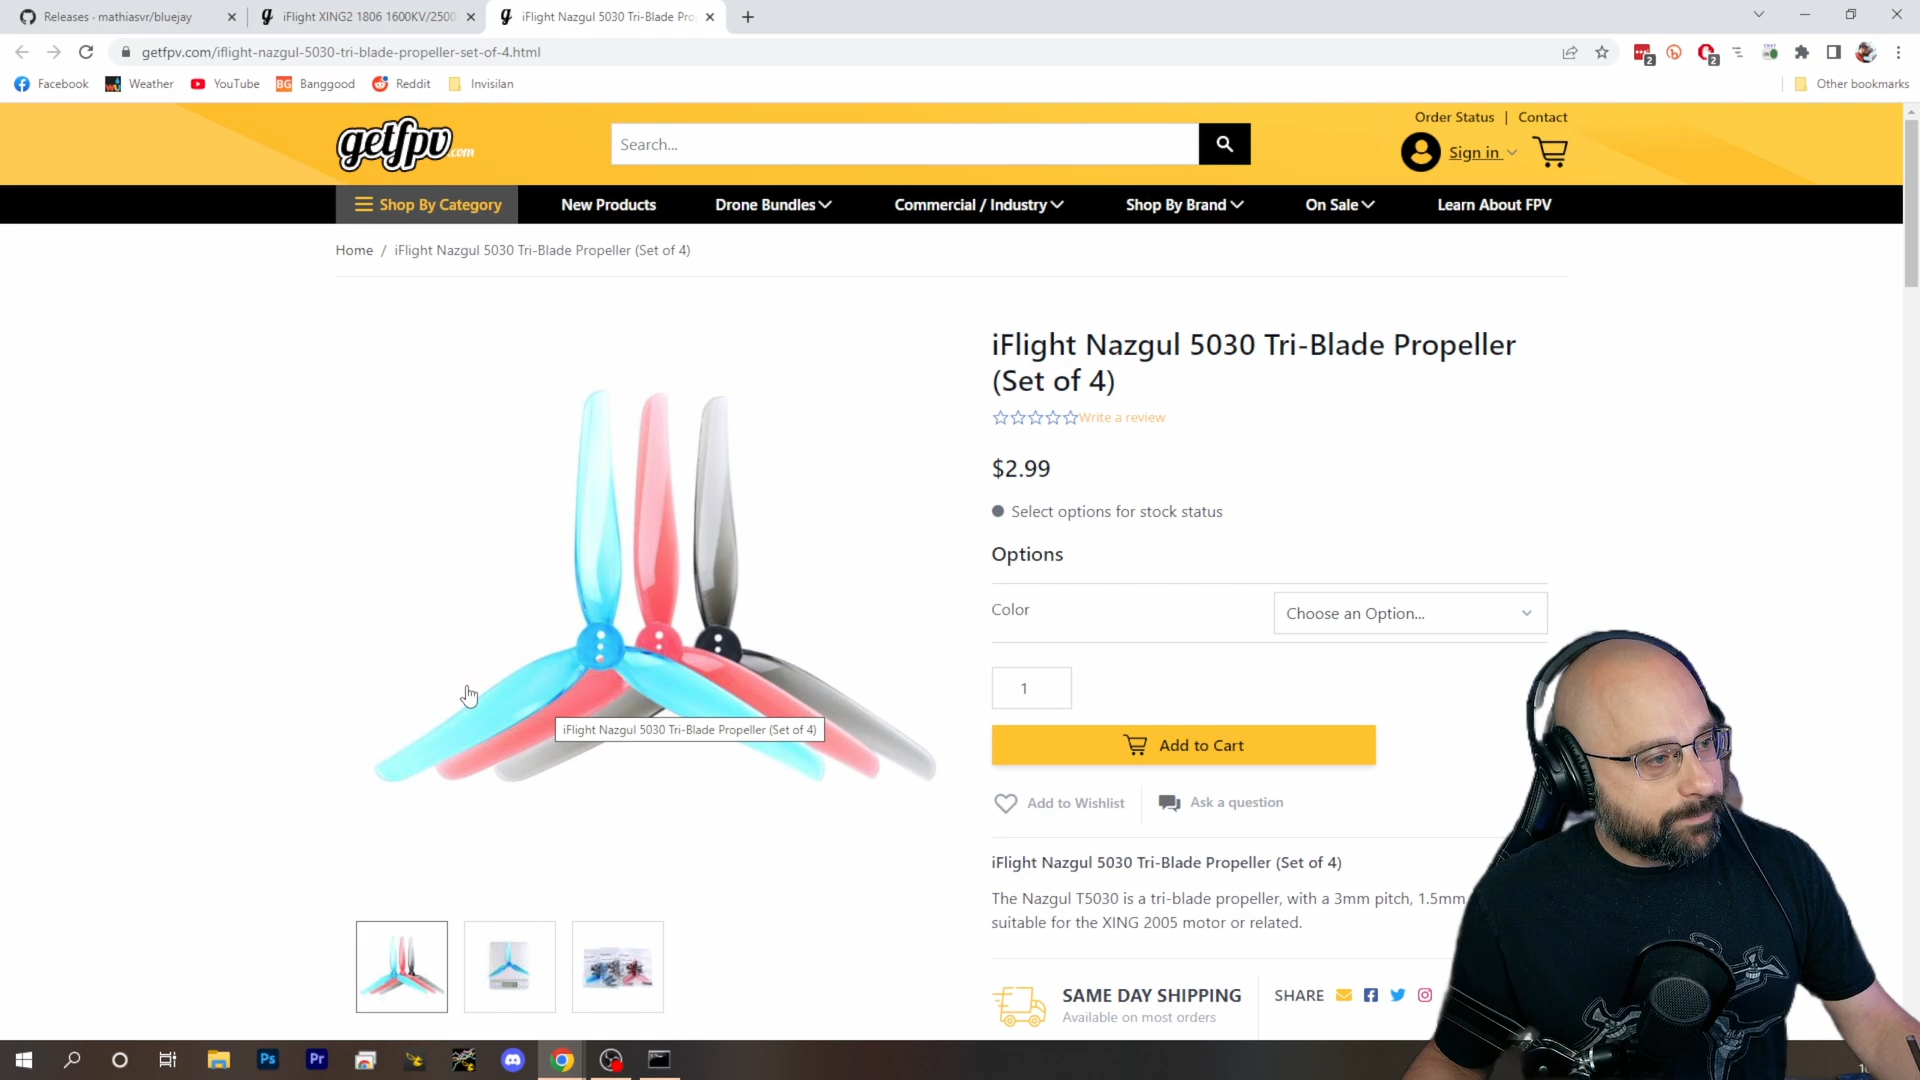 Releases · mathiasvr/bluejay
iFlight XING2 1806 1600KV/2500
iFlight Nazgul 5030 Tri-Blade Pro
getfpv.com/iflight-nazgul-5030-tri-blade-propeller-set-of-4.html
2
2
Facebook
Weather
YouTube
BG
Banggood
Reddit
Invisilan
Other bookmarks
getfpv.com
Search...
Order Status | Contact
Sign in
Shop By Category
New Products
Drone Bundles
Commercial / Industry
Shop By Brand
On Sale
Learn About FPV
Home / iFlight Nazgul 5030 Tri-Blade Propeller (Set of 4)
iFlight Nazgul 5030 Tri-Blade Propeller
(Set of 4)
Write a review
$2.99
Select options for stock status
Options
Color
Choose an Option...
1
iFlight Nazgul 5030 Tri-Blade Propeller (Set of 4)
Add to Cart
Add to Wishlist
Ask a question
iFlight Nazgul 5030 Tri-Blade Propeller (Set of 4)
The Nazgul T5030 is a tri-blade propeller, with a 3mm pitch, 1.5mm
suitable for the XING 2005 motor or related.
SAME DAY SHIPPING
Available on most orders
SHARE
Ps
Pr